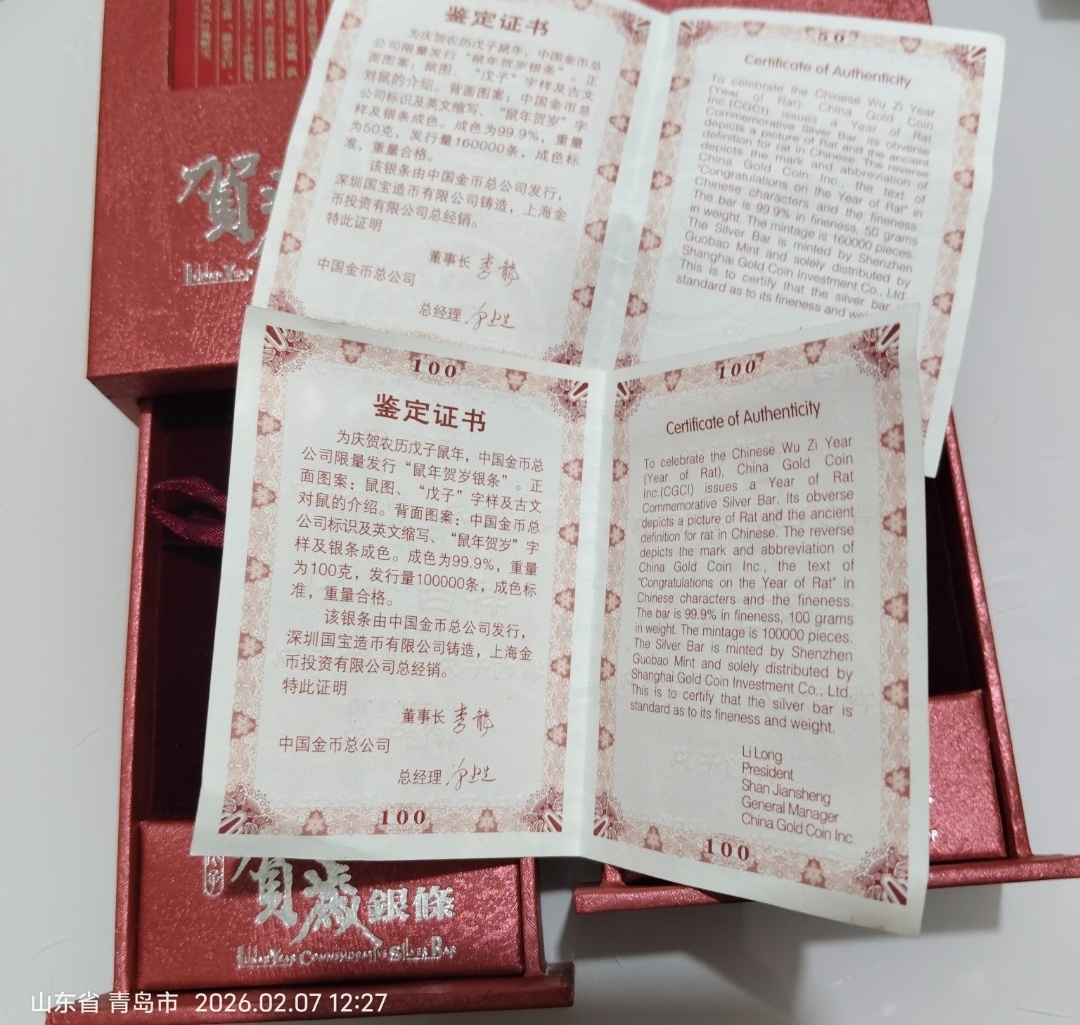 鉴定证书
为庆贺农历戊子鼠年，中国金币总
公司限量发行“鼠年贺岁银条”。正
面图案：鼠图、“戊子”字样及古文
对鼠的介绍。背面图案：中国金币总
公司标识及英文缩写、“鼠年贺岁”字
样及银条成色。成色为99.9%，重量
为50克，发行量160000条，成色标
准，重量合格。
该银条由中国金币总公司发行，
深圳国宝造币有限公司铸造，上海金
币投资有限公司总经销。
特此证明
董事长 李龍
中国金币总公司
总经理
50
Certificate of Authenticity
To celebrate the Chinese Wu Zi Year
(Year of Rat), China Gold Coin
Inc.(CGCI) issues a Year of Rat
Commemorative Silver Bar. Its obverse
depicts a picture of Rat and the ancient
definition for rat in Chinese. The reverse
depicts the mark and abbreviation of
China Gold Coin Inc., the text of
"Congratulations on the Year of Rat" in
Chinese characters and the fineness.
The bar is 99.9% in fineness, 50 grams
in weight. The mintage is 160000 pieces.
The Silver Bar is minted by Shenzhen
Guobao Mint and solely distributed by
Shanghai Gold Coin Investment Co., Ltd.
This is to certify that the silver bar
standard as to its fineness and
賀
100
鉴定证书
为庆贺农历戊子鼠年，中国金币总
公司限量发行“鼠年贺岁银条”。正
面图案：鼠图、“戊子”字样及古文
对鼠的介绍。背面图案：中国金币总
公司标识及英文缩写、“鼠年贺岁”字
样及银条成色。成色为99.9%，重量
为100克，发行量100000条，成色标
准，重量合格。
该银条由中国金币总公司发行，
深圳国宝造币有限公司铸造，上海金
币投资有限公司总经销。
特此证明
董事长 李龍
中国金币总公司
总经理
100
100
Certificate of Authenticity
To celebrate the Chinese Wu Zi Year
(Year of Rat), China Gold Coin
Inc.(CGCI) issues a Year of Rat
Commemorative Silver Bar. Its obverse
depicts a picture of Rat and the ancient
definition for rat in Chinese. The reverse
depicts the mark and abbreviation of
China Gold Coin Inc., the text of
"Congratulations on the Year of Rat" in
Chinese characters and the fineness.
The bar is 99.9% in fineness, 100 grams
in weight. The mintage is 100000 pieces.
The Silver Bar is minted by Shenzhen
Guobao Mint and solely distributed by
Shanghai Gold Coin Investment Co., Ltd.
This is to certify that the silver bar is
standard as to its fineness and weight.
Li Long
President
Shan Jiansheng
General Manager
China Gold Coin Inc.
100
賀歲銀條
Lunar Year Commemorative Silver Bar
山东省 青岛市 2026.02.07 12:27